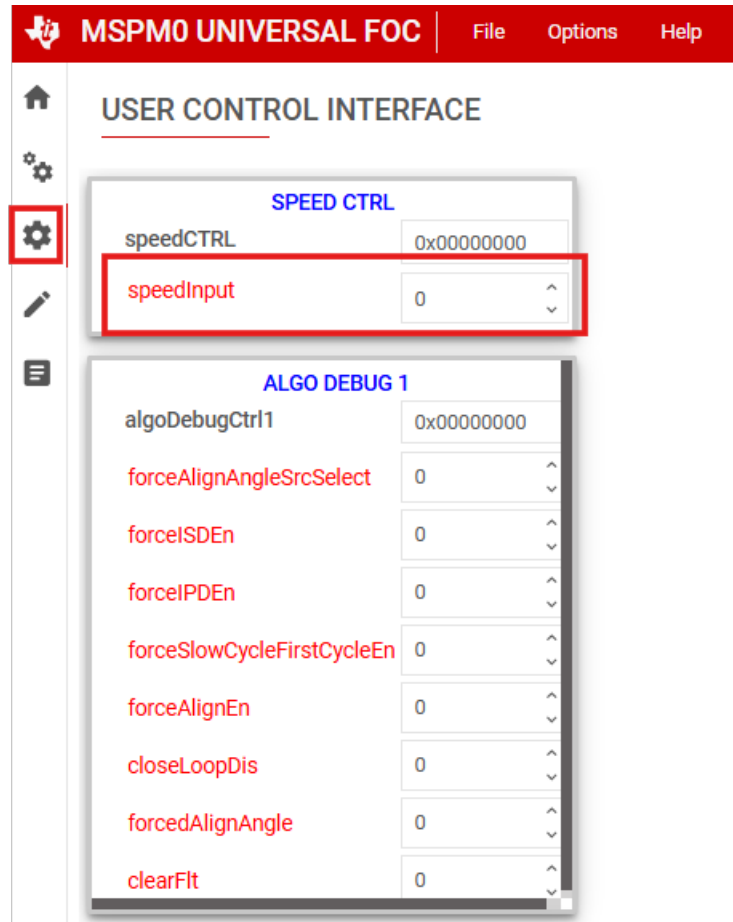 MSPM0 UNIVERSAL FOC File Options Help
USER CONTROL INTERFACE
SPEED CTRL
speedCTRL 0x00000000
speedInput 0
ALGO DEBUG 1
algoDebugCtrl1 0x00000000
forceAlignAngleSrcSelect 0
forceISDEn 0
forceIPDEn 0
forceSlowCycleFirstCycleEn 0
forceAlignEn 0
closeLoopDis 0
forcedAlignAngle 0
clearFlt 0